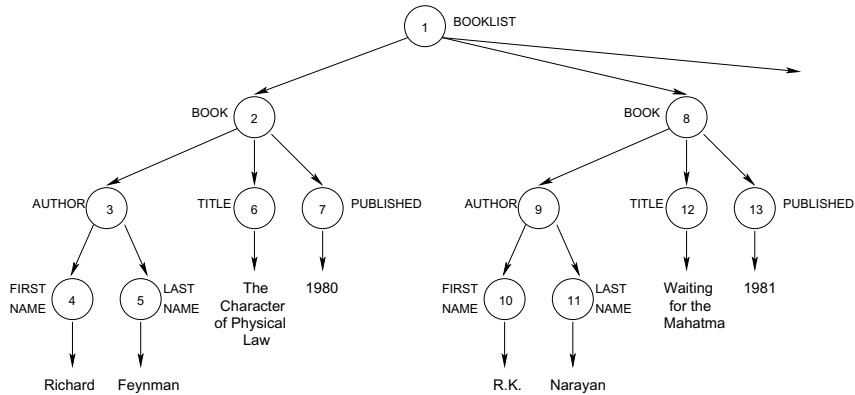 1 BOOKLIST
BOOK 2
BOOK 8
AUTHOR 3
TITLE 6
7 PUBLISHED
AUTHOR 9
TITLE 12
13 PUBLISHED
FIRST
NAME
4
5
LAST
NAME
The
Character
of Physical
Law
1980
FIRST
NAME
10
11
LAST
NAME
Waiting
for the
Mahatma
1981
Richard
Feynman
R.K.
Narayan